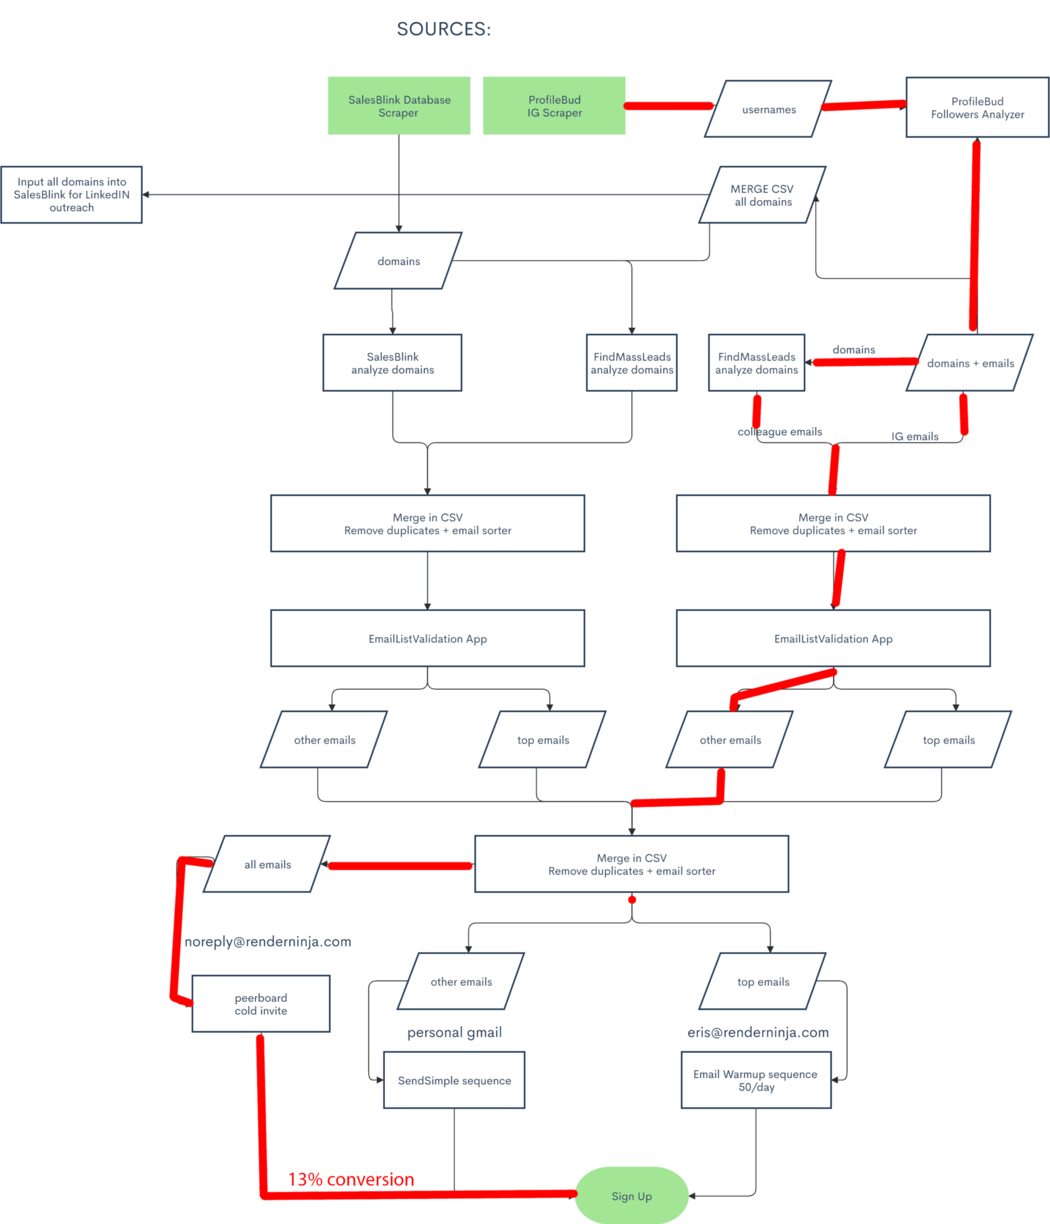 SOURCES:
SalesBlink Database
Scraper
ProfileBud
IG Scraper
usernames
ProfileBud
Followers Analyzer
Input all domains into
SalesBlink for LinkedIN
outreach
MERGE CSV
all domains
domains
SalesBlink
analyze domains
FindMassLeads
analyze domains
FindMassLeads
analyze domains
domains
domains + emails
colleague emails
IG emails
Merge in CSV
Remove duplicates + email sorter
Merge in CSV
Remove duplicates + email sorter
EmailListValidation App
EmailListValidation App
other emails
top emails
other emails
top emails
all emails
Merge in CSV
Remove duplicates + email sorter
noreply@renderninja.com
peerboard
cold invite
other emails
top emails
personal gmail
eris@renderninja.com
SendSimple sequence
Email Warmup sequence
50/day
13% conversion
Sign Up